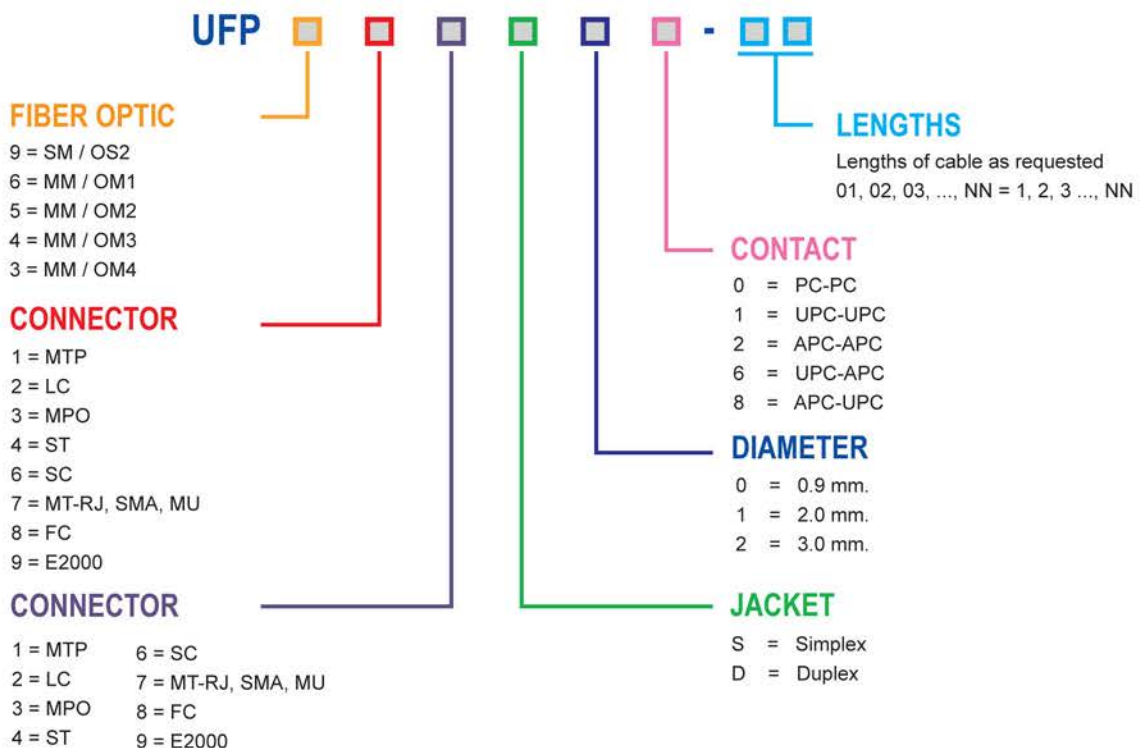 UFP -
FIBER OPTIC
9 = SM / OS2
6 = MM / OM1
5 = MM / OM2
4 = MM / OM3
3 = MM / OM4
CONNECTOR
1 = MTP
2 = LC
3 = MPO
4 = ST
6 = SC
7 = MT-RJ, SMA, MU
8 = FC
9 = E2000
CONNECTOR
1 = MTP
2 = LC
3 = MPO
4 = ST
6 = SC
7 = MT-RJ, SMA, MU
8 = FC
9 = E2000
LENGTHS
Lengths of cable as requested
01, 02, 03, ..., NN = 1, 2, 3 ..., NN
CONTACT
0 = PC-PC
1 = UPC-UPC
2 = APC-APC
6 = UPC-APC
8 = APC-UPC
DIAMETER
0 = 0.9 mm.
1 = 2.0 mm.
2 = 3.0 mm.
JACKET
S = Simplex
D = Duplex